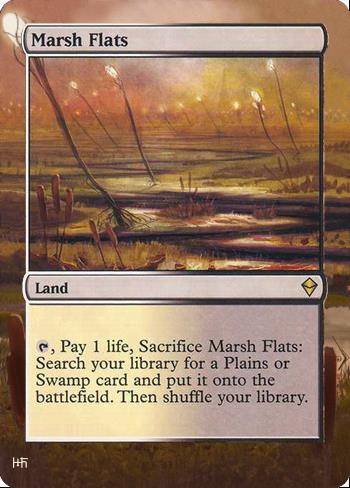 Marsh Flats
Land
, Pay 1 life, Sacrifice Marsh Flats:
Search your library for a Plains or
Swamp card and put it onto the
battlefield. Then shuffle your library.